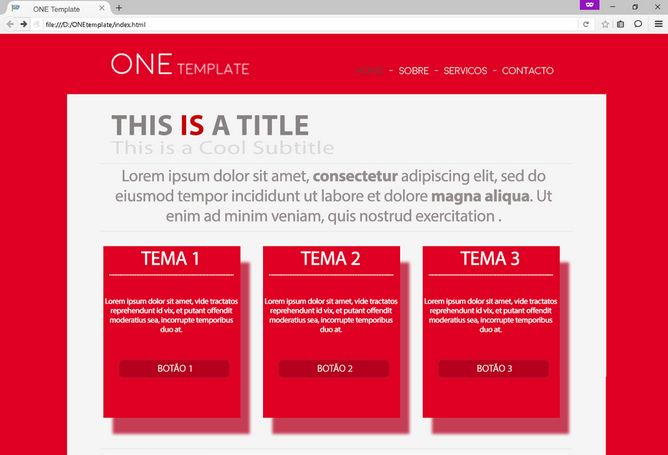 ONE Template
file:///D:/ONEtemplate/index.html
ONE TEMPLATE
HOME - SOBRE - SERVICOS - CONTACTO
THIS IS A TITLE
This is a Cool Subtitle
Lorem ipsum dolor sit amet, consectetur adipiscing elit, sed do
eiusmod tempor incididunt ut labore et dolore magna aliqua. Ut
enim ad minim veniam, quis nostrud exercitation .
TEMA 1
Lorem ipsum dolor sit amet, vide tractatos
reprehendunt id vix, et putant offendit
moderatius sea, incorrupte temporibus
duo at.
BOTÃO 1
TEMA 2
Lorem ipsum dolor sit amet, vide tractatos
reprehendunt id vix, et putant offendit
moderatius sea, incorrupte temporibus
duo at.
BOTÃO 2
TEMA 3
Lorem ipsum dolor sit amet, vide tractatos
reprehendunt id vix, et putant offendit
moderatius sea, incorrupte temporibus
duo at.
BOTÃO 3